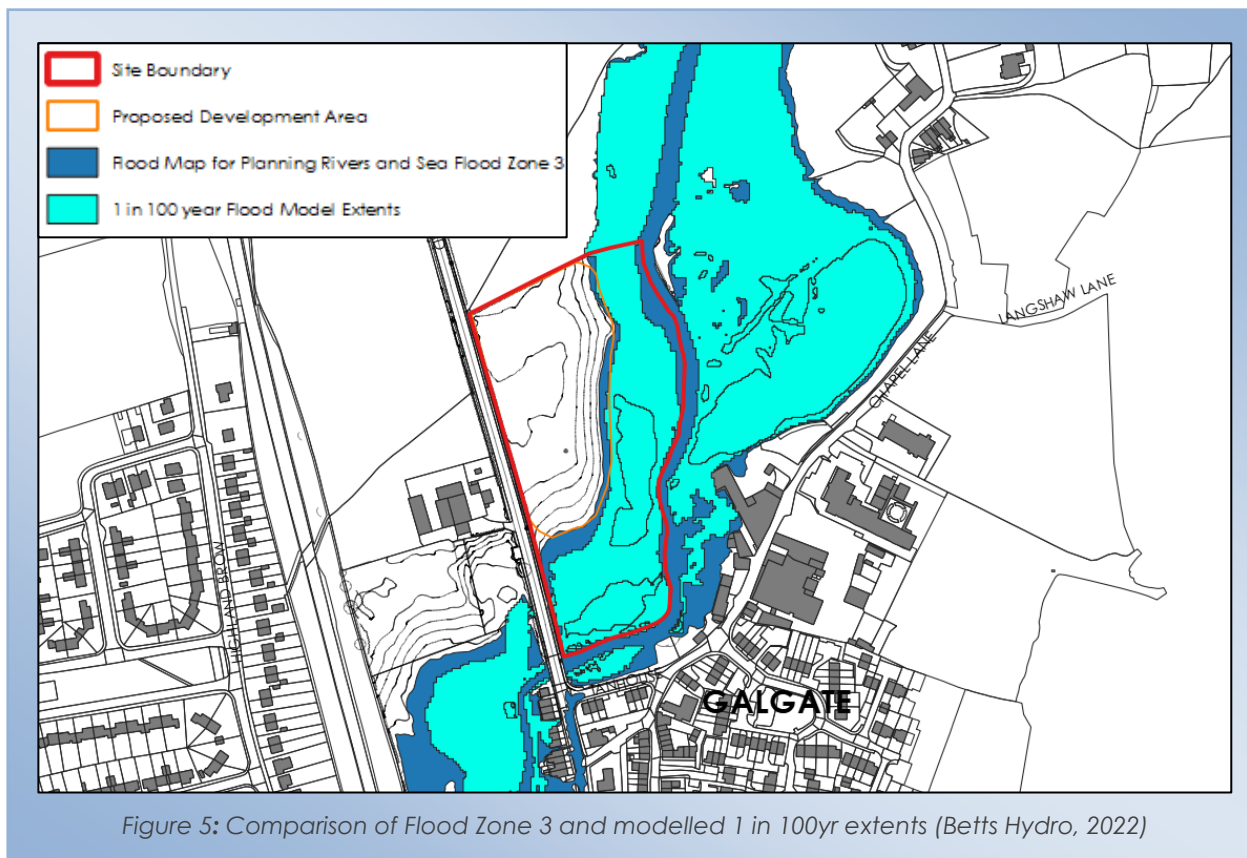 Site Boundary
Proposed Development Area
Flood Map for Planning Rivers and Sea Flood Zone 3
1 in 100 year Flood Model Extents
LANGSHAW LANE
CHAPEL LANE
HIGHLAND BROW
GALGATE
Figure 5: Comparison of Flood Zone 3 and modelled 1 in 100yr extents (Betts Hydro, 2022)